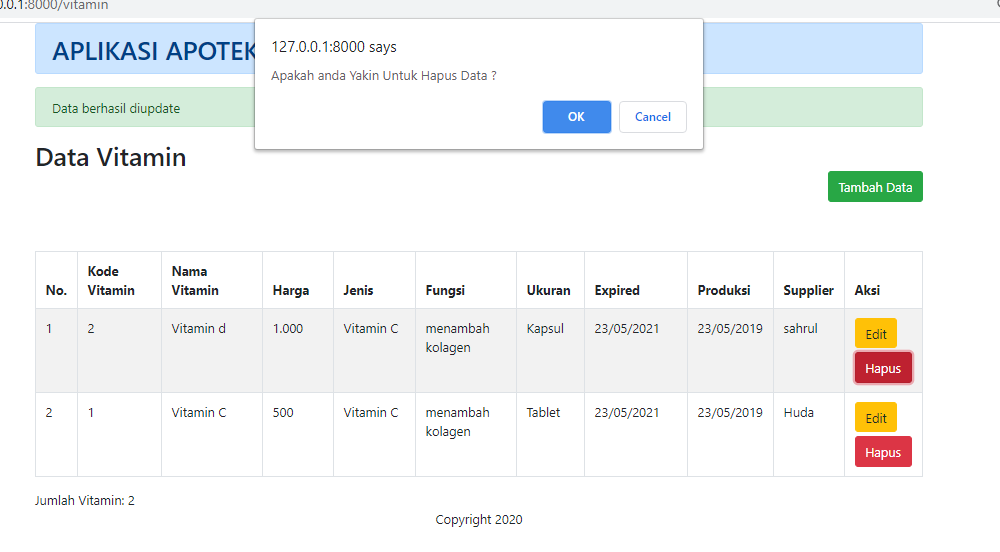 0.0.1:8000/vitamin
127.0.0.1:8000 says
Apakah anda Yakin Untuk Hapus Data ?
OK Cancel
APLIKASI APOTEK
Data berhasil diupdate
Data Vitamin
Tambah Data
No. Kode Vitamin Nama Vitamin Harga Jenis Fungsi Ukuran Expired Produksi Supplier Aksi
1 2 Vitamin d 1.000 Vitamin C menambah kolagen Kapsul 23/05/2021 23/05/2019 sahrul Edit Hapus
2 1 Vitamin C 500 Vitamin C menambah kolagen Tablet 23/05/2021 23/05/2019 Huda Edit Hapus
Jumlah Vitamin: 2
Copyright 2020